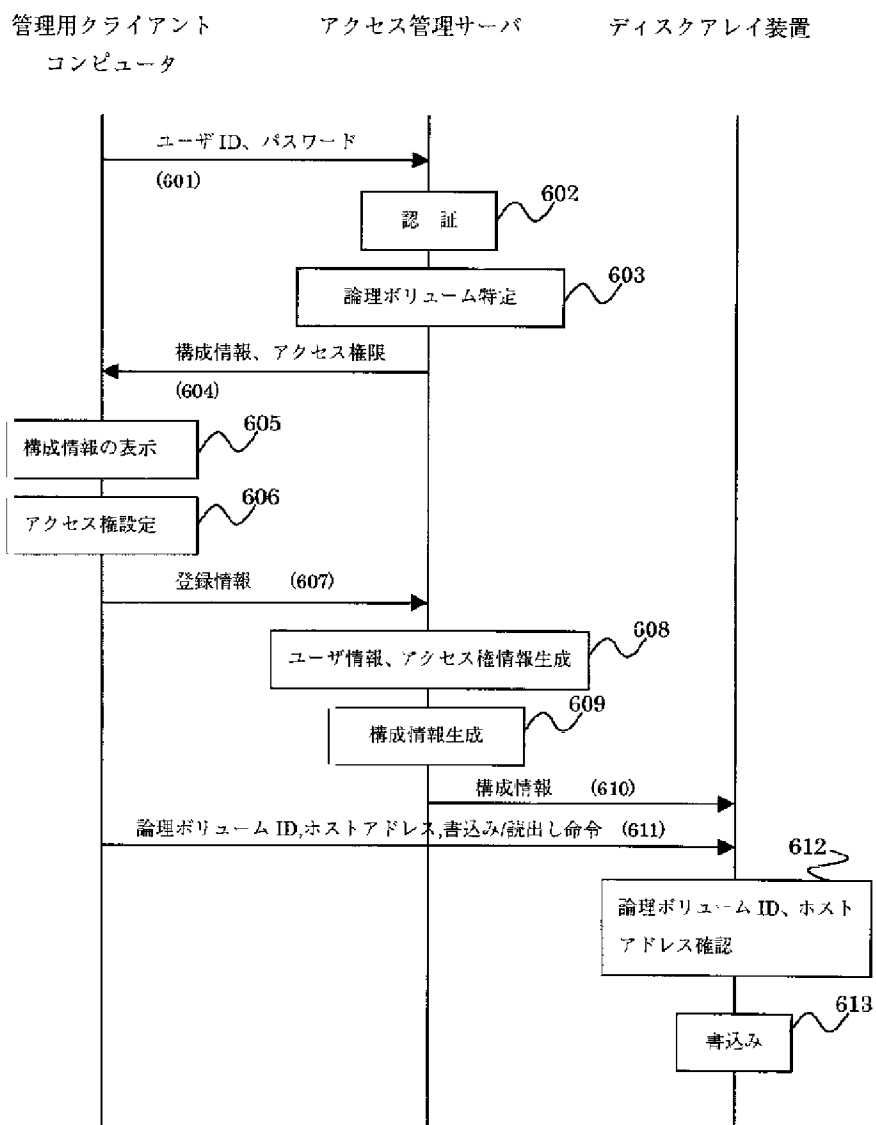 管理用クライアント
コンピュータ
アクセス管理サーバ
ディスクアレイ装置
ユーザID、パスワード
(601)
認 証
602
論理ボリューム特定
603
構成情報、アクセス権限
(604)
構成情報の表示
605
アクセス権設定
606
登録情報 (607)
ユーザ情報、アクセス権情報生成
608
構成情報生成
609
構成情報 (610)
論理ボリュームID,ホストアドレス,書込み/読出し命令 (611)
612
論理ボリュームID、ホスト
アドレス確認
書込み
613